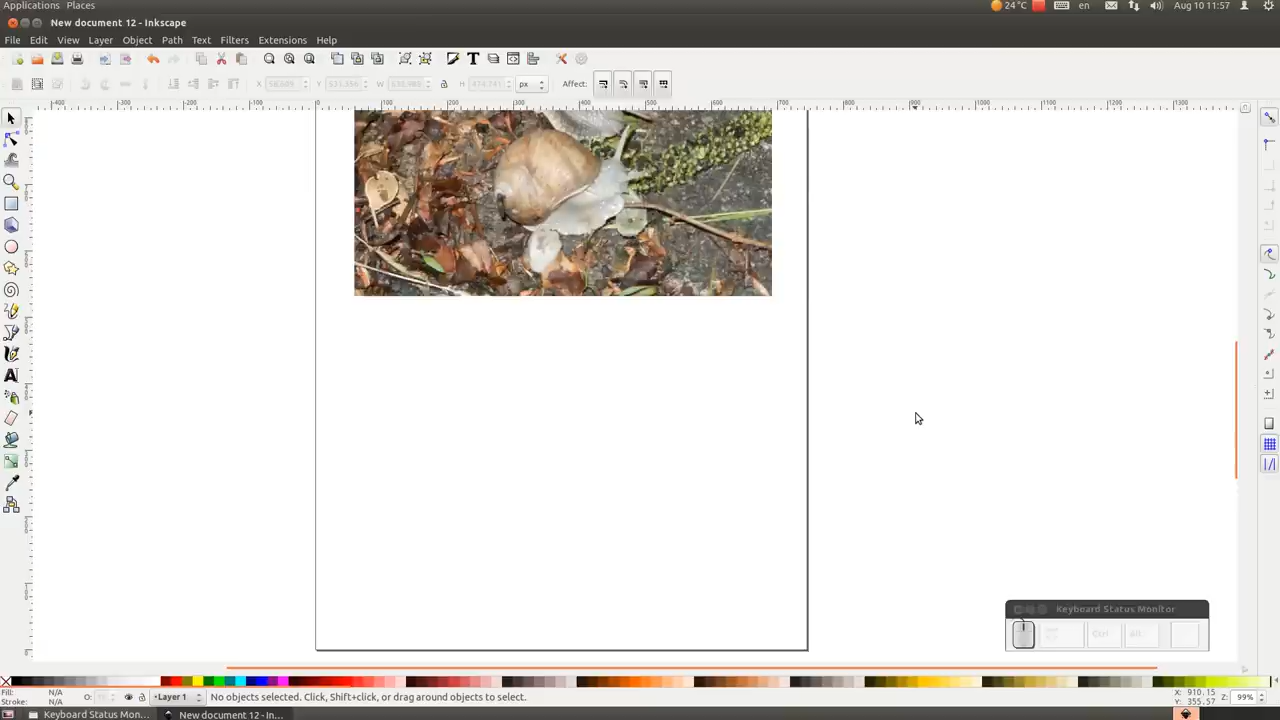 Applications Places
24°C en Aug 10 11:57
New document 12 - Inkscape
File Edit View Layer Object Path Text Filters Extensions Help
X Y W H px Affect:
Keyboard Status Monitor
Ctrl
Fill: N/A O: Layer 1 No objects selected. Click, Shift+click, or drag around objects to select. X: 910.15 Z: 99%
Stroke: N/A Y: 355.57
Keyboard Status Mon... New document 12 - In...